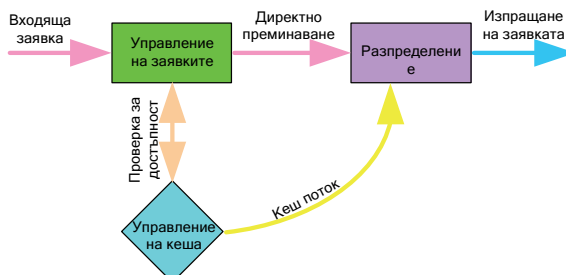 Входяща
заявка
Управление
на заявките
Директно
преминаване
Разпределени
е
Изпращане
на заявката
Проверка за
достъпност
Управление
на кеша
Кеш поток